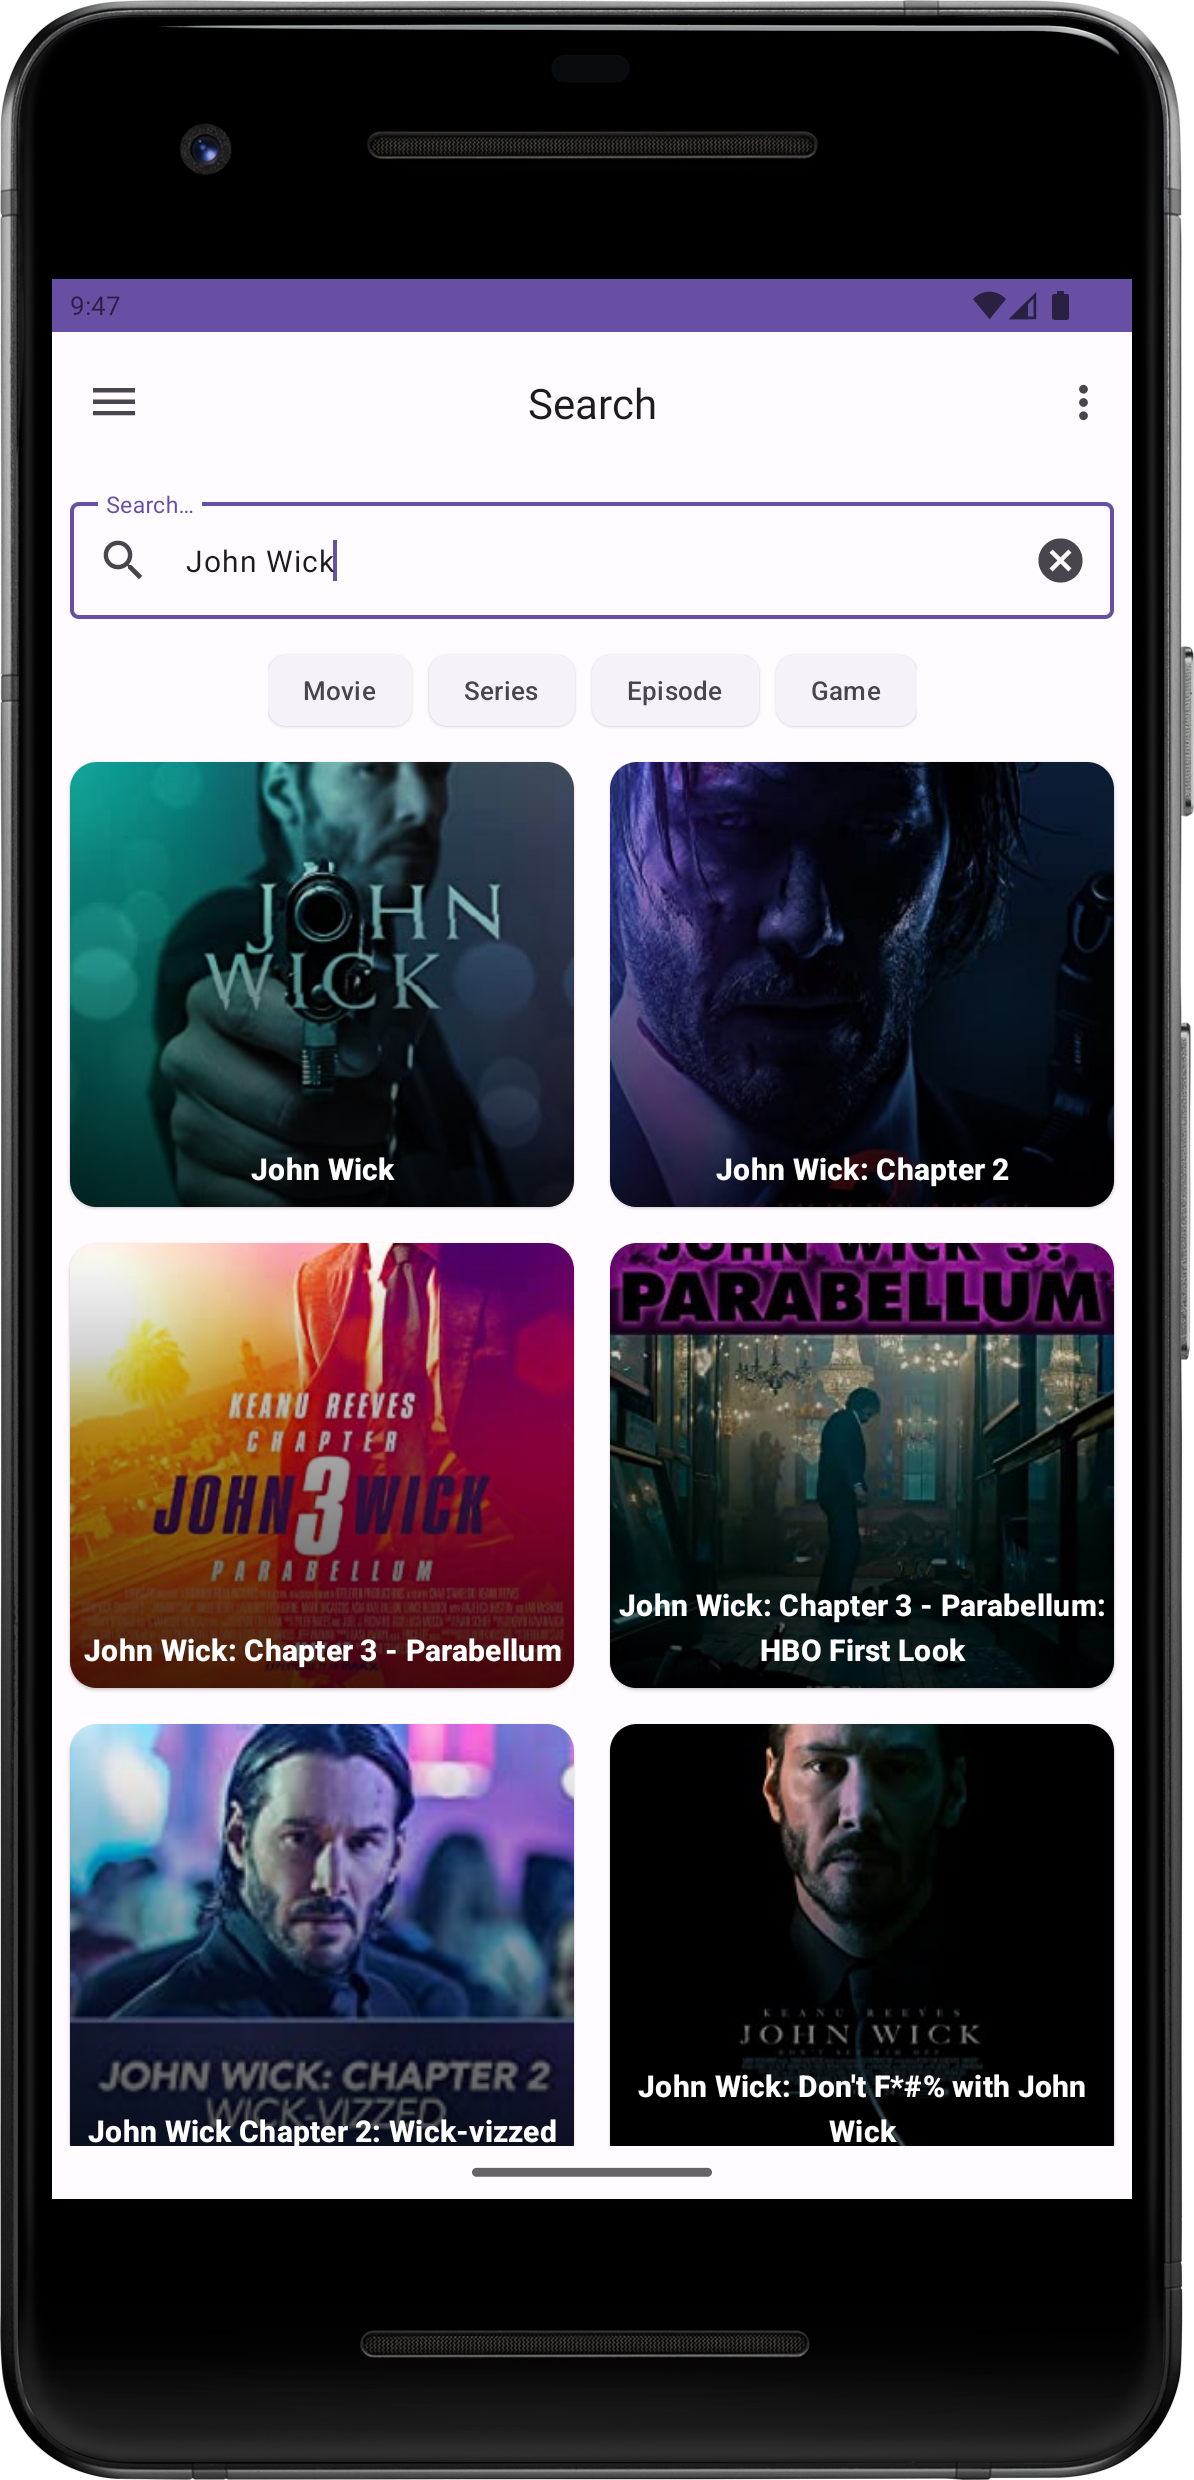 9:47
Search
Search...
John Wick
Movie
Series
Episode
Game
JOHN
WICK
John Wick
John Wick: Chapter 2
KEANU REEVES
CHAPTER
JOHN 3 WICK
PARABELLUM
John Wick: Chapter 3 - Parabellum
JOHN WICK 3:
PARABELLUM
John Wick: Chapter 3 - Parabellum:
HBO First Look
JOHN WICK: CHAPTER 2
WICK-VIZZED
John Wick Chapter 2: Wick-vizzed
KEANU REEVES
JOHN WICK
John Wick: Don't F*#% with John
Wick